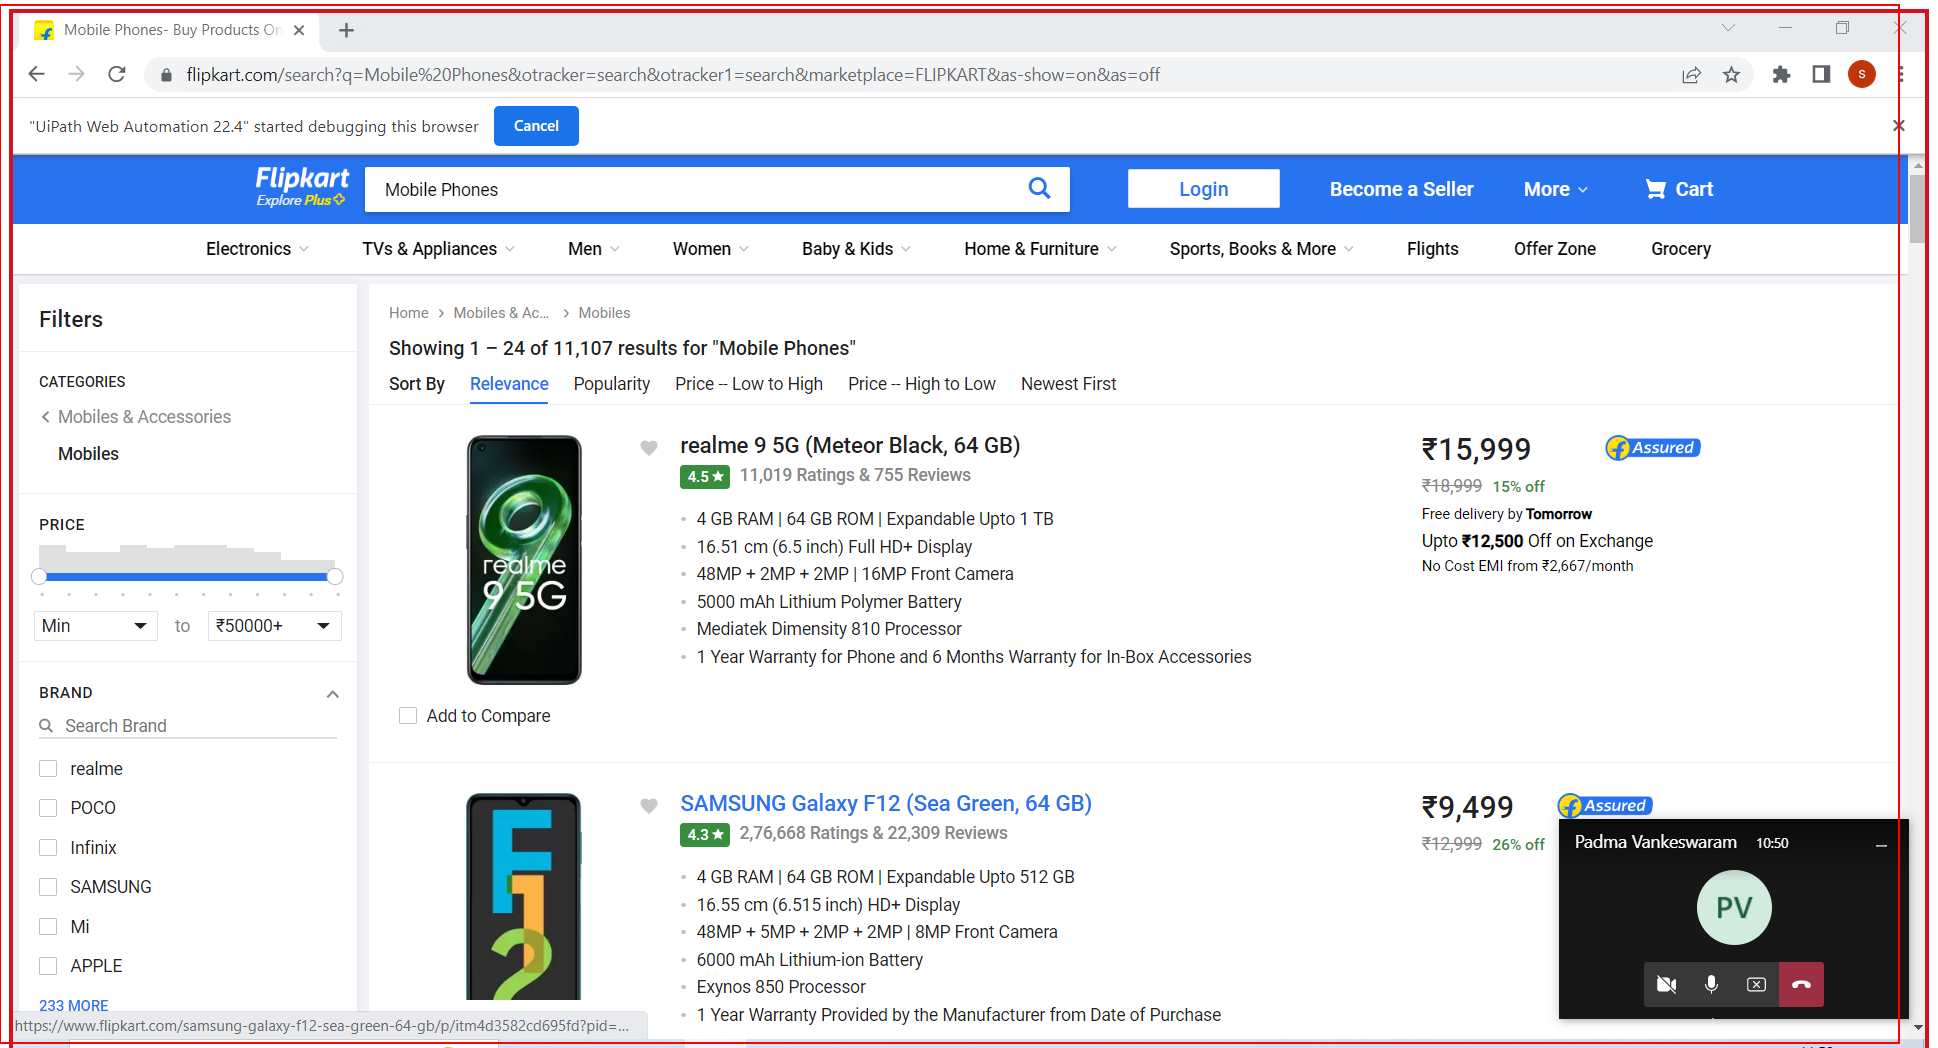 Mobile Phones- Buy Products On
flipkart.com/search?q=Mobile%20Phones&otracker=search&otracker1=search&marketplace=FLIPKART&as-show=on&as=off
S
"UiPath Web Automation 22.4" started debugging this browser Cancel
Flipkart
Explore Plus
Mobile Phones
Login Become a Seller More Cart
Electronics TVs & Appliances Men Women Baby & Kids Home & Furniture Sports, Books & More Flights Offer Zone Grocery
Filters
CATEGORIES
Mobiles & Accessories
Mobiles
PRICE
Min to ₹50000+
BRAND
Search Brand
realme
POCO
Infinix
SAMSUNG
Mi
APPLE
233 MORE
Home Mobiles & Ac... Mobiles
Showing 1 – 24 of 11,107 results for "Mobile Phones"
Sort By Relevance Popularity Price -- Low to High Price -- High to Low Newest First
realme
9 5G
Add to Compare
realme 9 5G (Meteor Black, 64 GB)
4.5★ 11,019 Ratings & 755 Reviews
4 GB RAM | 64 GB ROM | Expandable Upto 1 TB
16.51 cm (6.5 inch) Full HD+ Display
48MP + 2MP + 2MP | 16MP Front Camera
5000 mAh Lithium Polymer Battery
Mediatek Dimensity 810 Processor
1 Year Warranty for Phone and 6 Months Warranty for In-Box Accessories
₹15,999 Assured
₹18,999 15% off
Free delivery by Tomorrow
Upto ₹12,500 Off on Exchange
No Cost EMI from ₹2,667/month
F12
SAMSUNG Galaxy F12 (Sea Green, 64 GB)
4.3★ 2,76,668 Ratings & 22,309 Reviews
4 GB RAM | 64 GB ROM | Expandable Upto 512 GB
16.55 cm (6.515 inch) HD+ Display
48MP + 5MP + 2MP + 2MP | 8MP Front Camera
6000 mAh Lithium-ion Battery
Exynos 850 Processor
1 Year Warranty Provided by the Manufacturer from Date of Purchase
₹9,499 Assured
₹12,999 26% off
Padma Vankeswaram 10:50
PV
https://www.flipkart.com/samsung-galaxy-f12-sea-green-64-gb/p/itm4d3582cd695fd?pid=...